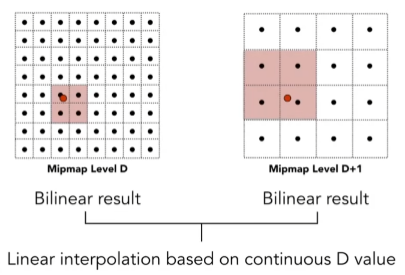 Mipmap Level D
Mipmap Level D+1
Bilinear result
Bilinear result
Linear interpolation based on continuous D value